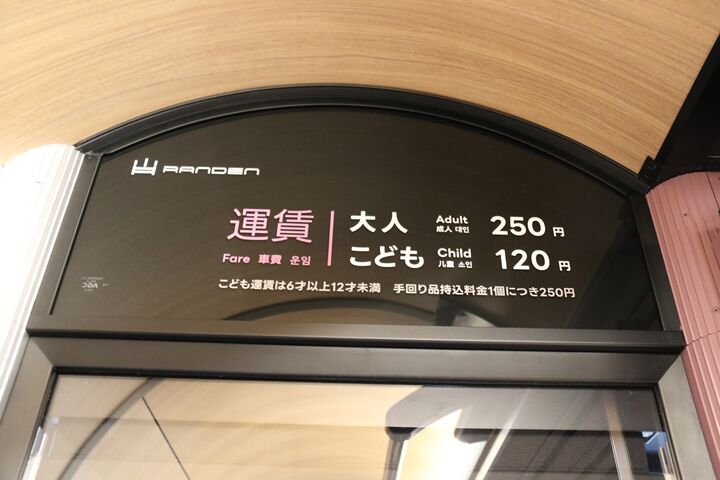 RANDEN
運賃
Fare 車費 운임
大人 Adult 成人 대인 250 円
こども Child 儿童 소인 120 円
こども運賃は6才以上12才未満 手回り品持込料金1個につき250円